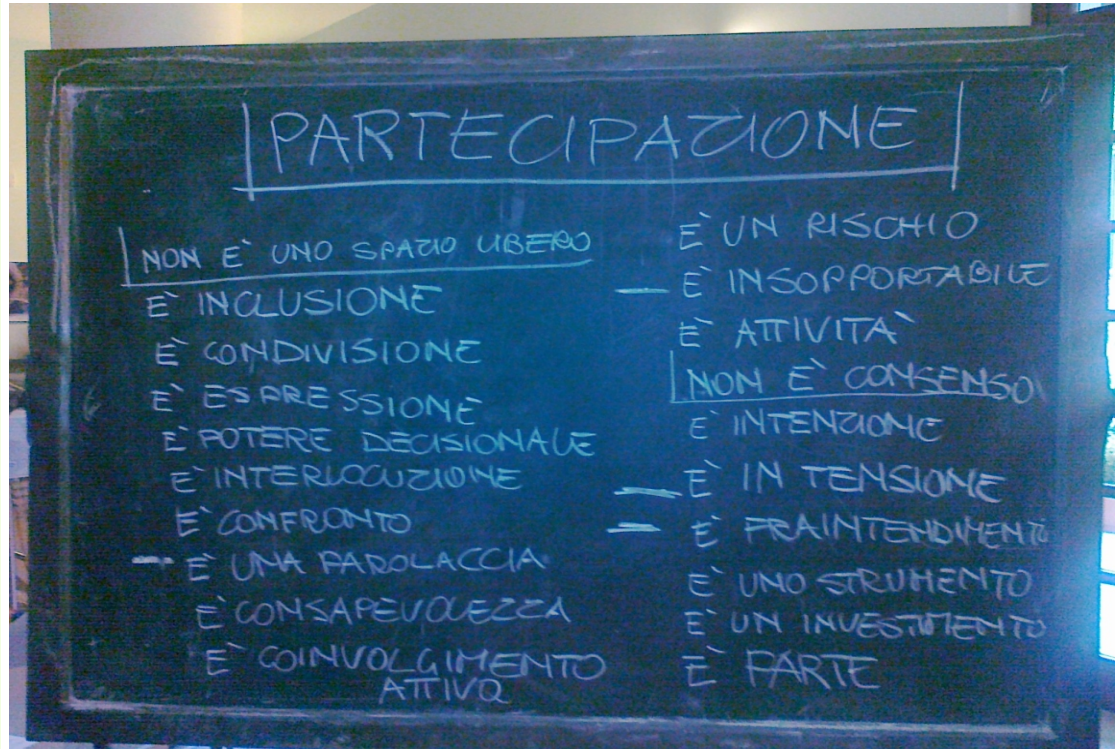 PARTECIPAZIONE
NON E` UNO SPAZIO LIBERO
E` INCLUSIONE
E` CONDIVISIONE
E` ESPRESSIONE
E` POTERE DECISIONALE
E` INTERLOCUZIONE
E` CONFRONTO
E` UNA PAROLACCIA
E` CONSAPEVOLEZZA
E` COINVOLGIMENTO
ATTIVO
E` UN RISCHIO
E` INSOPPORTABILE
E` ATTIVITA`
NON E` CONSENSO
E` INTENZIONE
E` IN TENSIONE
E` FRAINTENDIMENTO
E` UNO STRUMENTO
E` UN INVESTIMENTO
E` PARTE